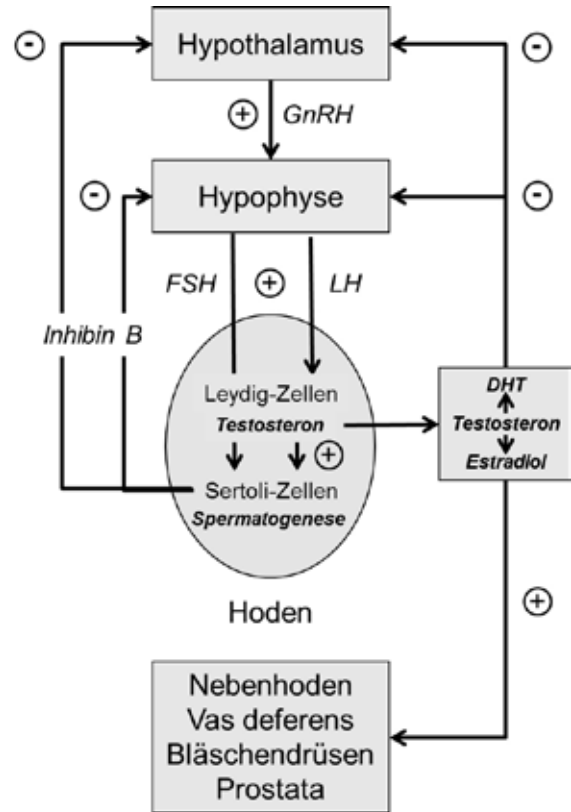 Hypothalamus
GnRH
Hypophyse
FSH
LH
Inhibin B
Leydig-Zellen
Testosteron
Sertoli-Zellen
Spermatogenese
Hoden
DHT
Testosteron
Estradiol
Nebenhoden
Vas deferens
Bläschendrüsen
Prostata
- 
- 
+
- 
- 
+
+
+